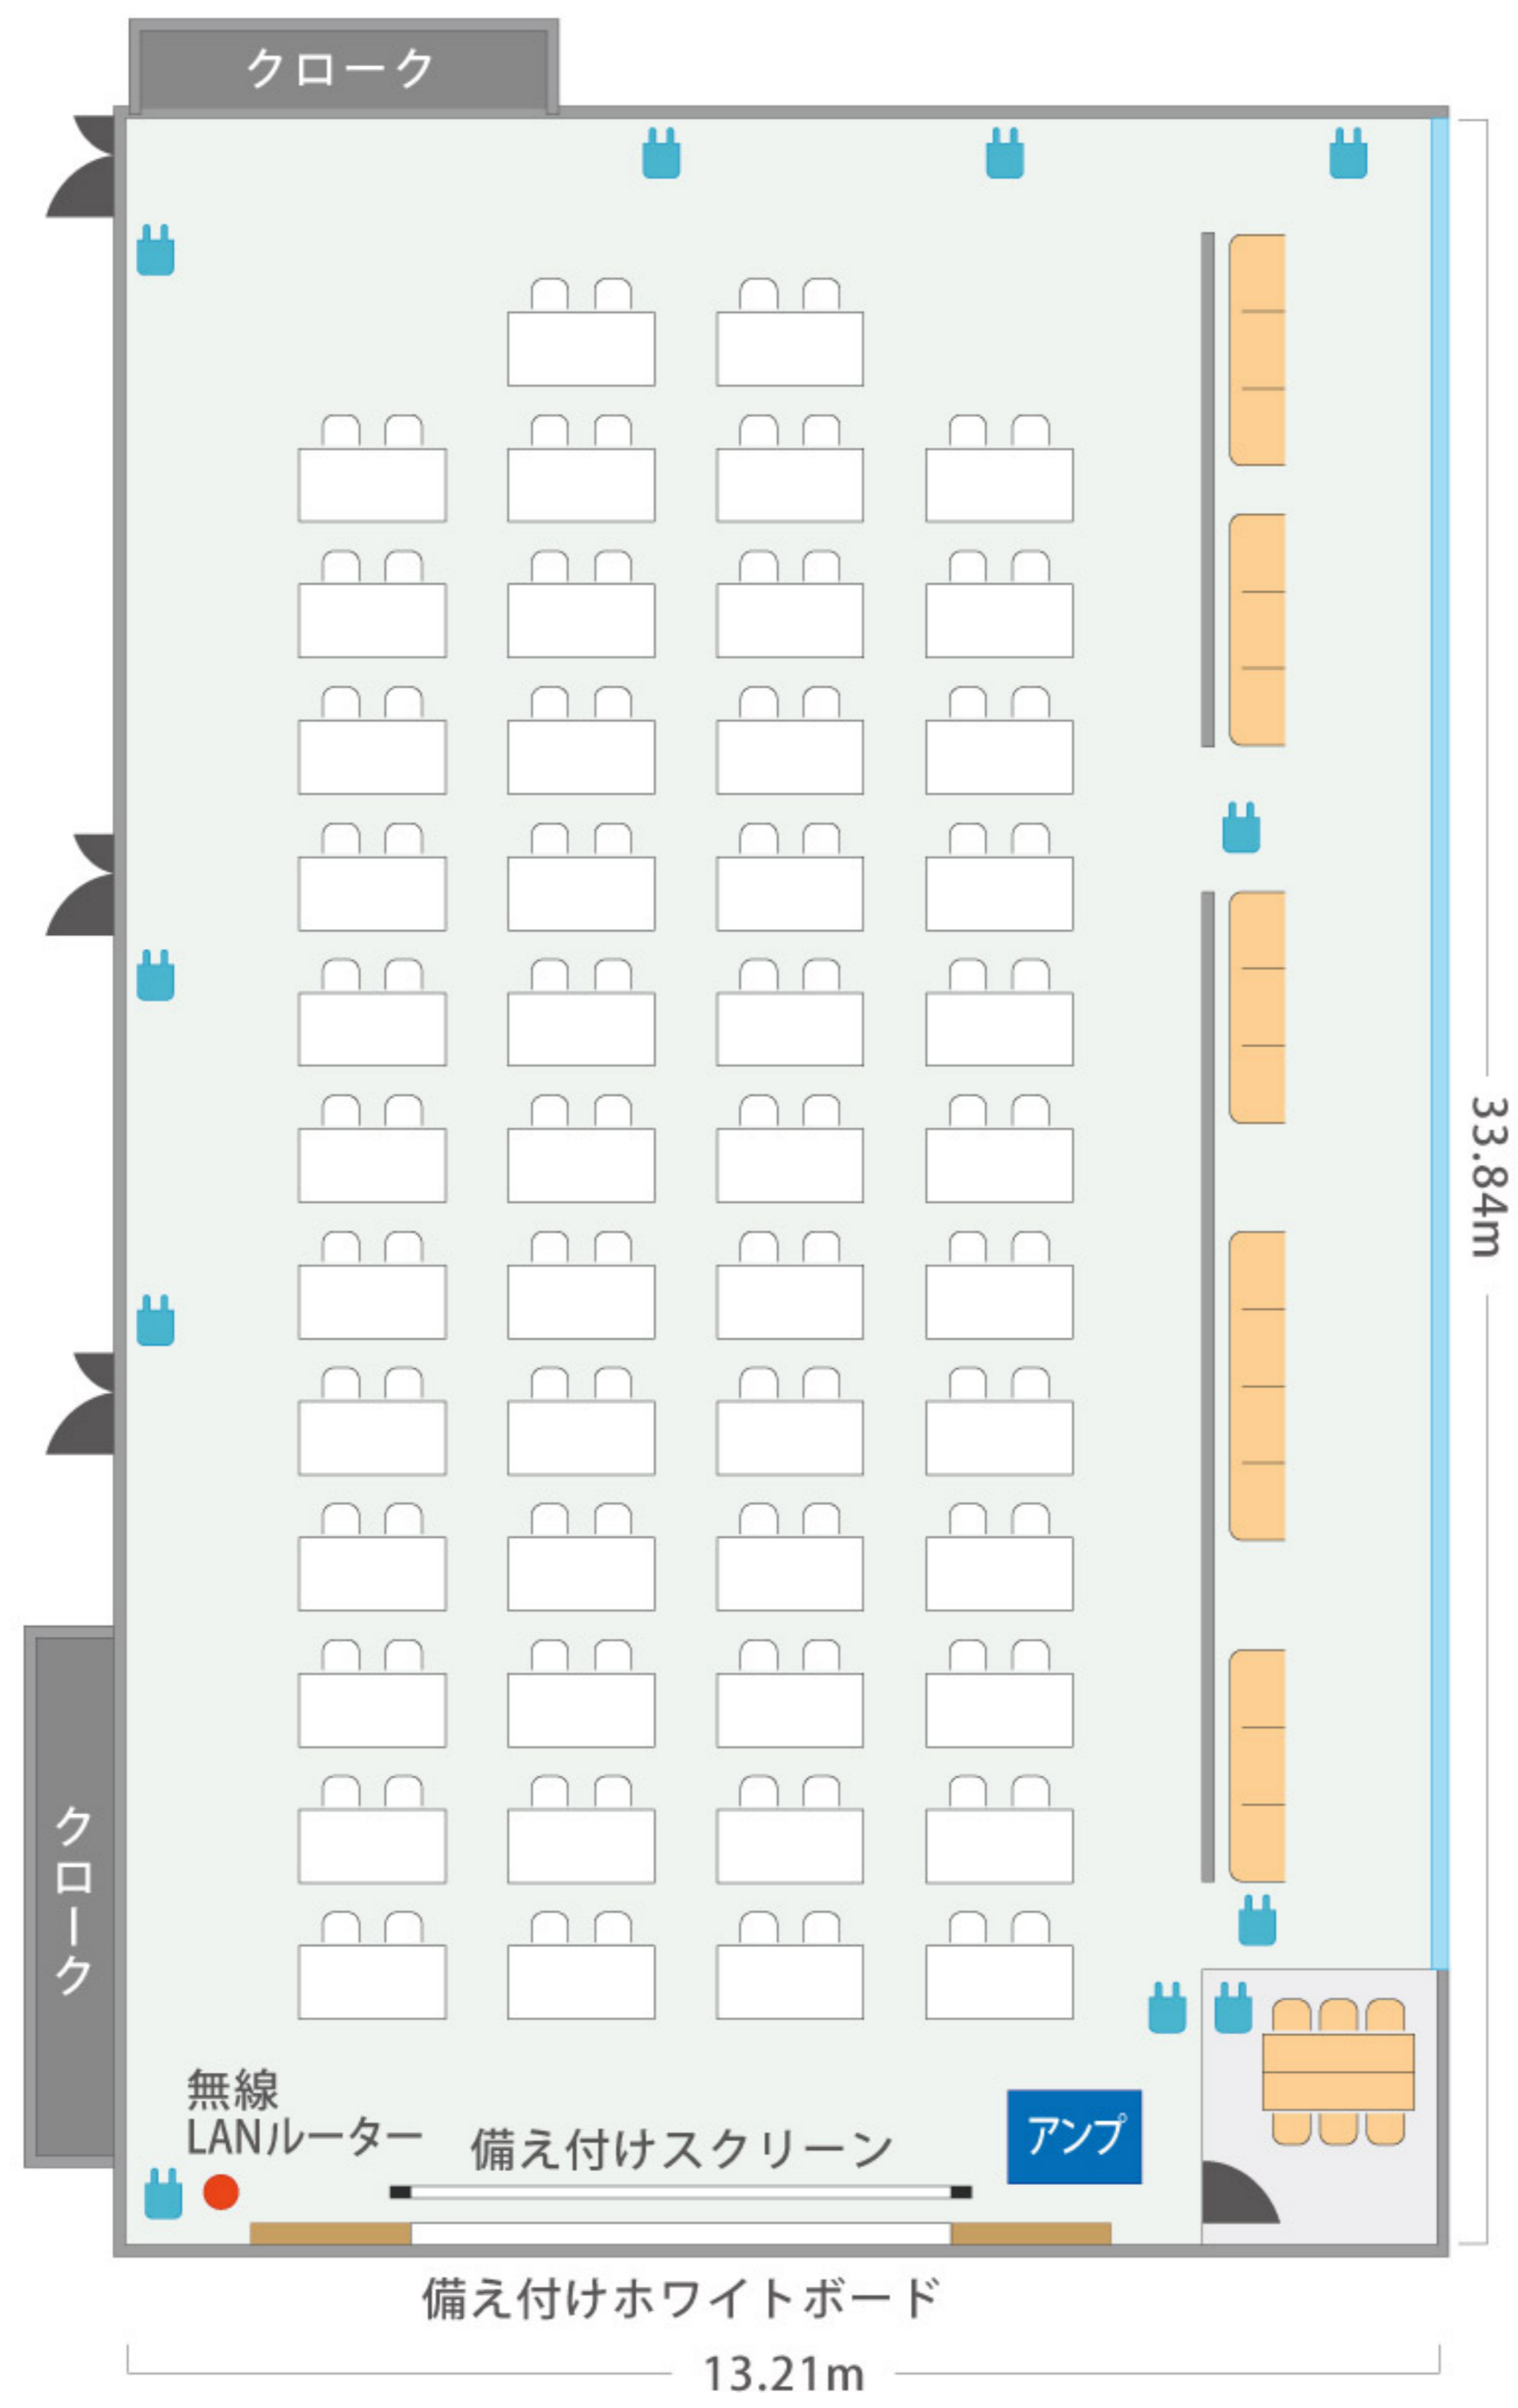 クローク
33.84m
クローク
無線
LANルーター
備え付けスクリーン
アンプ
備え付けホワイトボード
13.21m